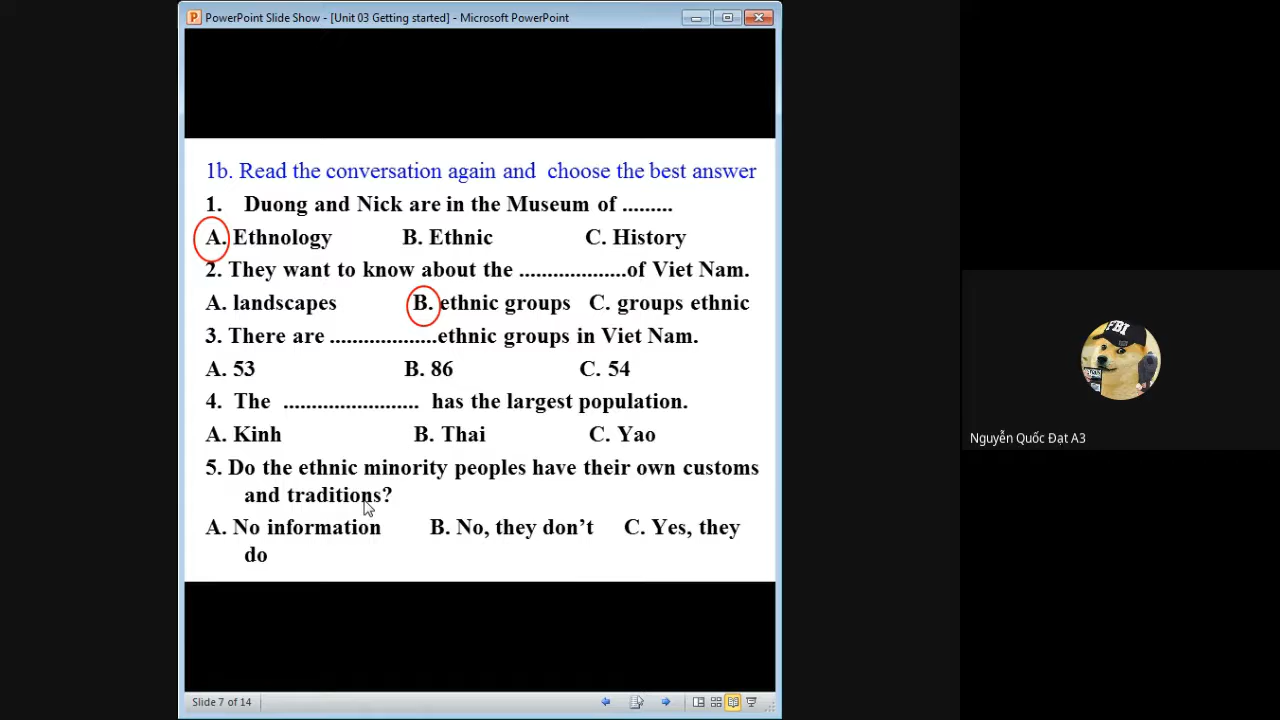 PowerPoint Slide Show - [Unit 03 Getting started] - Microsoft PowerPoint
1b. Read the conversation again and choose the best answer
1. Duong and Nick are in the Museum of .........
A. Ethnology B. Ethnic C. History
2. They want to know about the ...................of Viet Nam.
A. landscapes B. ethnic groups C. groups ethnic
3. There are ...................ethnic groups in Viet Nam.
A. 53 B. 86 C. 54
4. The ........................ has the largest population.
A. Kinh B. Thai C. Yao
5. Do the ethnic minority peoples have their own customs
and traditions?
A. No information B. No, they don’t C. Yes, they
do
Slide 7 of 14
FBI
Nguyễn Quốc Đạt A3